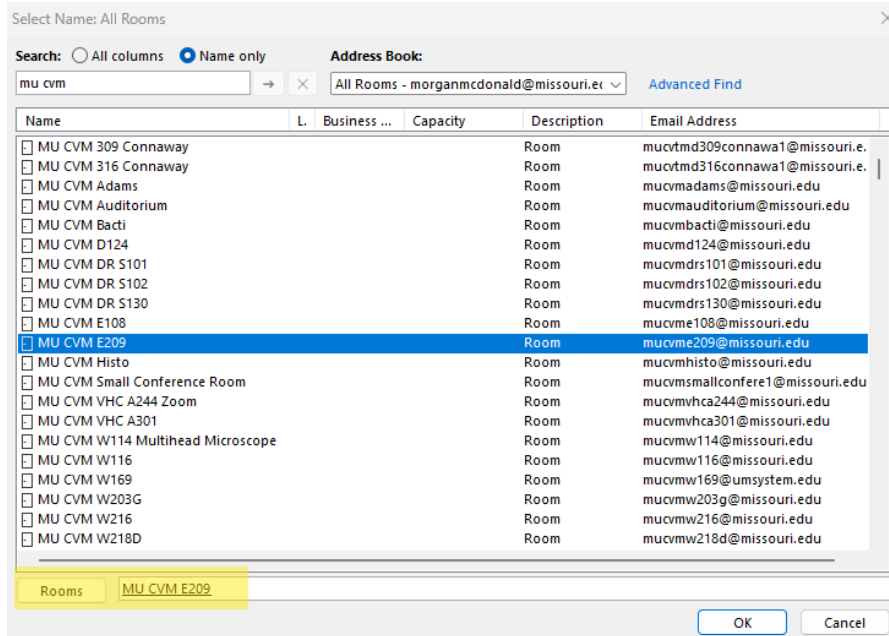 Select Name: All Rooms
Search: All columns Name only Address Book:
mu cvm All Rooms - morganmcdonald@missouri.ec Advanced Find
Name L. Business ... Capacity Description Email Address
MU CVM 309 Connaway Room mucvtmd309connawa1@missouri.e.
MU CVM 316 Connaway Room mucvtmd316connawa1@missouri.e.
MU CVM Adams Room mucvmadams@missouri.edu
MU CVM Auditorium Room mucvmauditorium@missouri.edu
MU CVM Bacti Room mucvmbacti@missouri.edu
MU CVM D124 Room mucvmd124@missouri.edu
MU CVM DR S101 Room mucvmdrs101@missouri.edu
MU CVM DR S102 Room mucvmdrs102@missouri.edu
MU CVM DR S130 Room mucvmdrs130@missouri.edu
MU CVM E108 Room mucvme108@missouri.edu
MU CVM E209 Room mucvme209@missouri.edu
MU CVM Histo Room mucvmhisto@missouri.edu
MU CVM Small Conference Room Room mucvmsmallconfere1@missouri.edu
MU CVM VHC A244 Zoom Room mucvmvhca244@missouri.edu
MU CVM VHC A301 Room mucvmvhca301@missouri.edu
MU CVM W114 Multihead Microscope Room mucvmw114@missouri.edu
MU CVM W116 Room mucvmw116@missouri.edu
MU CVM W169 Room mucvmw169@umsystem.edu
MU CVM W203G Room mucvmw203g@missouri.edu
MU CVM W216 Room mucvmw216@missouri.edu
MU CVM W218D Room mucvmw218d@missouri.edu
Rooms MU CVM E209
OK Cancel